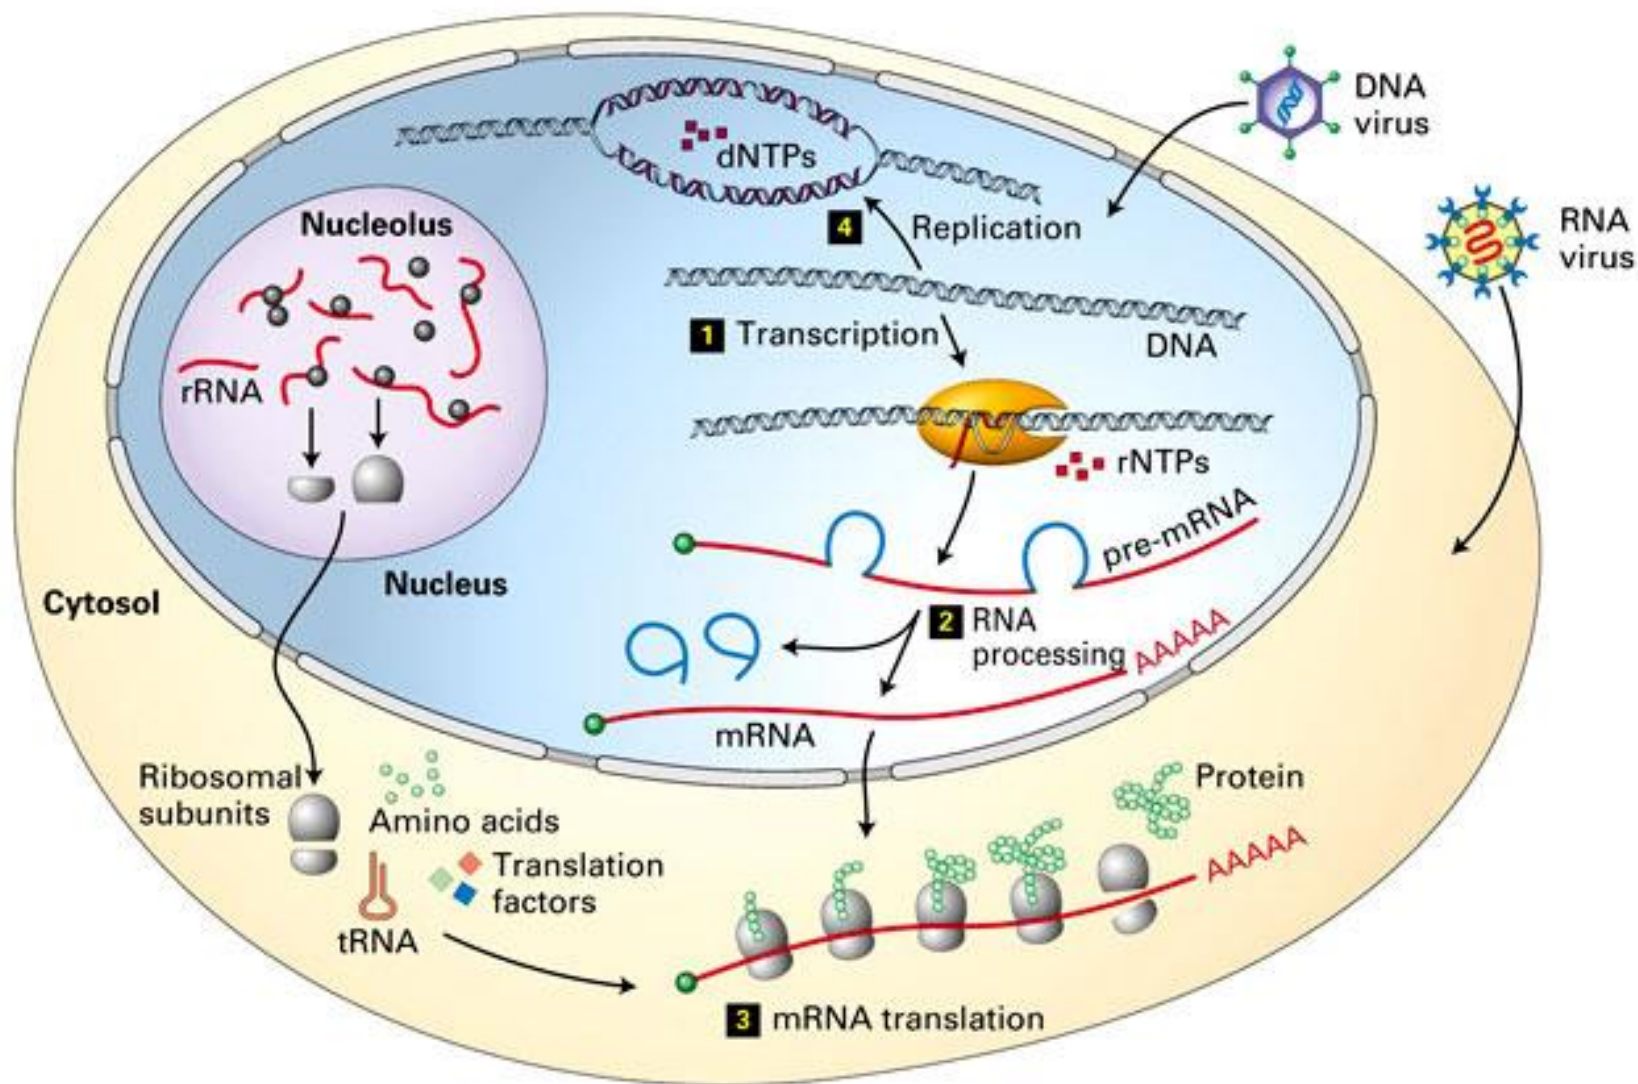 DNA
virus
RNA
virus
dNTPs
4 Replication
Nucleolus
1 Transcription
DNA
rRNA
rNTPs
pre-mRNA
Nucleus
Cytosol
2 RNA
processing
AAAAA
mRNA
Ribosomal
subunits
Amino acids
Translation
factors
tRNA
Protein
AAAAA
3 mRNA translation